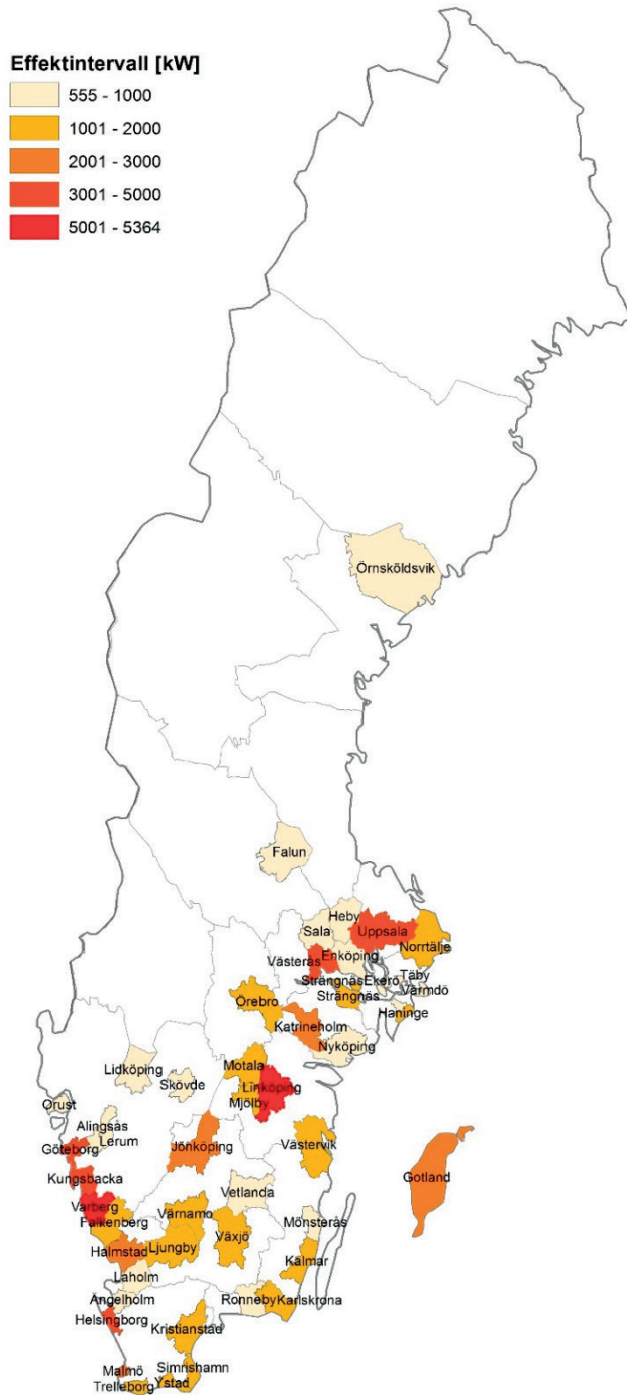 Effektintervall [kW]
555 - 1000
1001 - 2000
2001 - 3000
3001 - 5000
5001 - 5364
Örnsköldsvik
Falun
Heby
Sala
Uppsala
Norrtälje
Västerås
Enköping
Täby
Strängnäs
Ekerö
Värmdö
Strängnäs
Örebro
Haninge
Katrineholm
Nyköping
Motala
Lidköping
Skövde
Linköping
Mjölby
Orust
Alingsås
Lerum
Göteborg
Jönköping
Västervik
Gotland
Kungsbacka
Vetlanda
Varberg
Värnamo
Mönsterås
Falkenberg
Växjö
Halmstad
Ljungby
Kalmar
Laholm
Ängelholm
Ronneby
Karlskrona
Helsingborg
Kristianstad
Simrishamn
Malmö
Ystad
Trelleborg